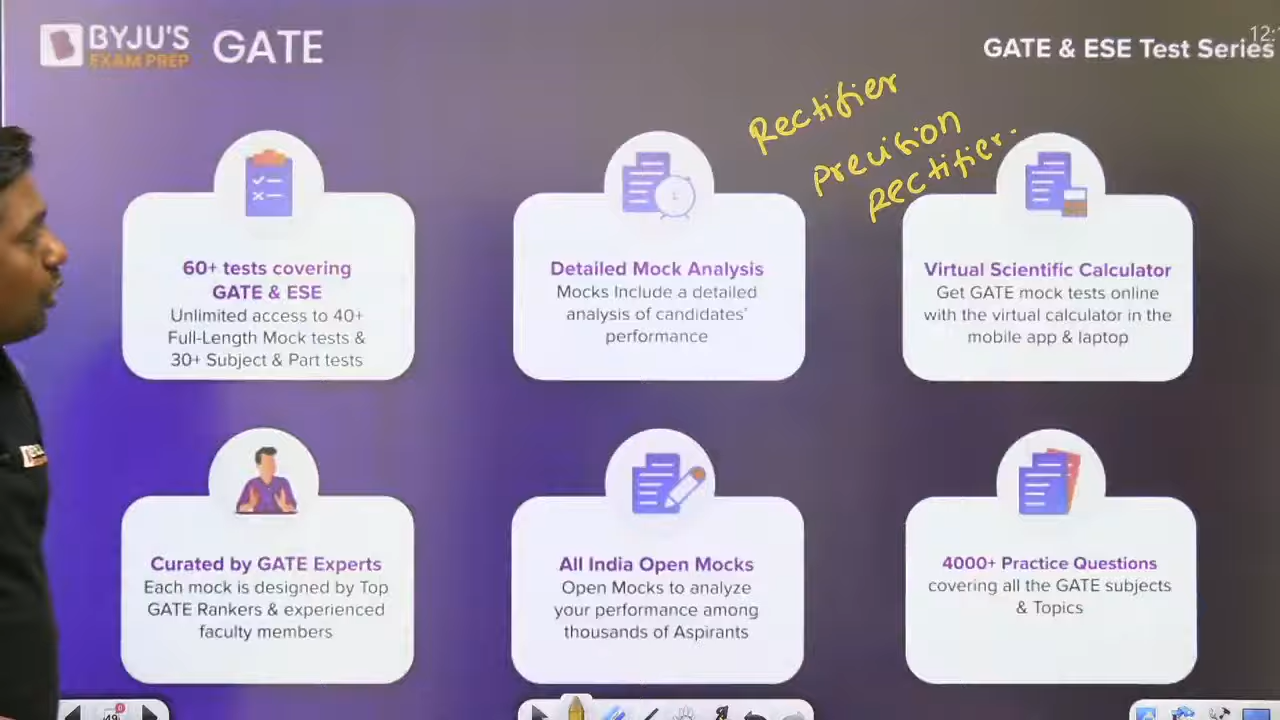 BYJU'S
EXAM PREP
GATE
12:
GATE & ESE Test Series
Rectifier
precision
Rectifier.
60+ tests covering
GATE & ESE
Unlimited access to 40+
Full-Length Mock tests &
30+ Subject & Part tests
Detailed Mock Analysis
Mocks Include a detailed
analysis of candidates'
performance
Virtual Scientific Calculator
Get GATE mock tests online
with the virtual calculator in the
mobile app & laptop
Curated by GATE Experts
Each mock is designed by Top
GATE Rankers & experienced
faculty members
All India Open Mocks
Open Mocks to analyze
your performance among
thousands of Aspirants
4000+ Practice Questions
covering all the GATE subjects
& Topics
49